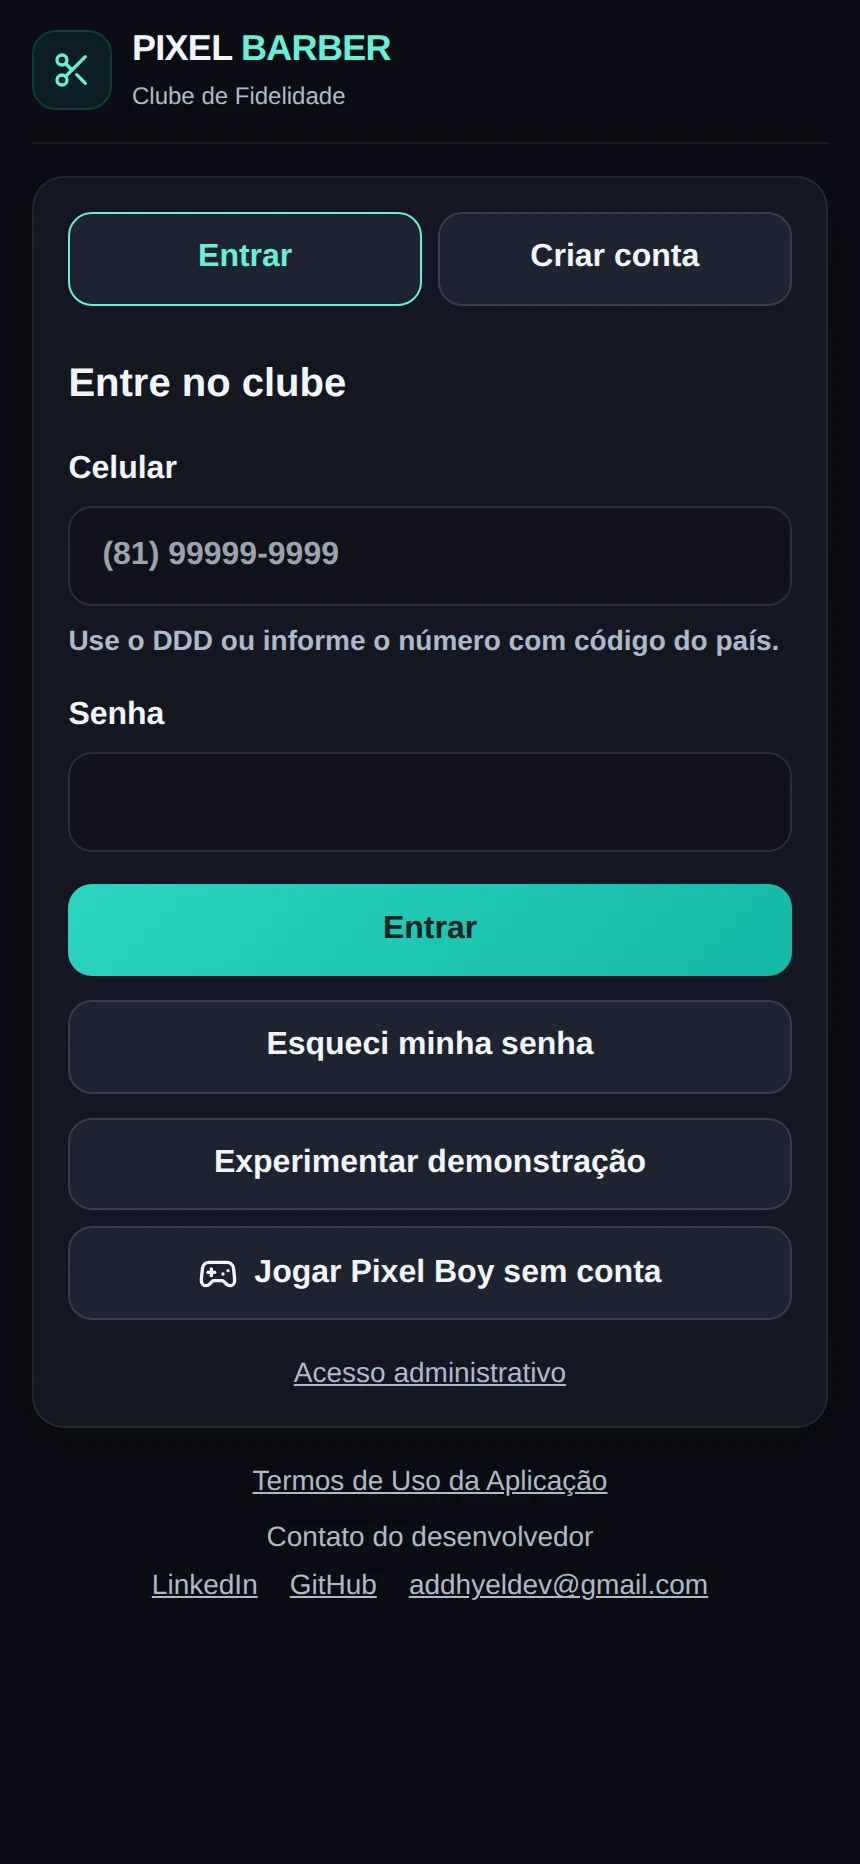 PIXEL BARBER
Clube de Fidelidade
Entrar
Criar conta
Entre no clube
Celular
(81) 99999-9999
Use o DDD ou informe o número com código do país.
Senha
Entrar
Esqueci minha senha
Experimentar demonstração
Jogar Pixel Boy sem conta
Acesso administrativo
Termos de Uso da Aplicação
Contato do desenvolvedor
LinkedIn GitHub addhyeldev@gmail.com